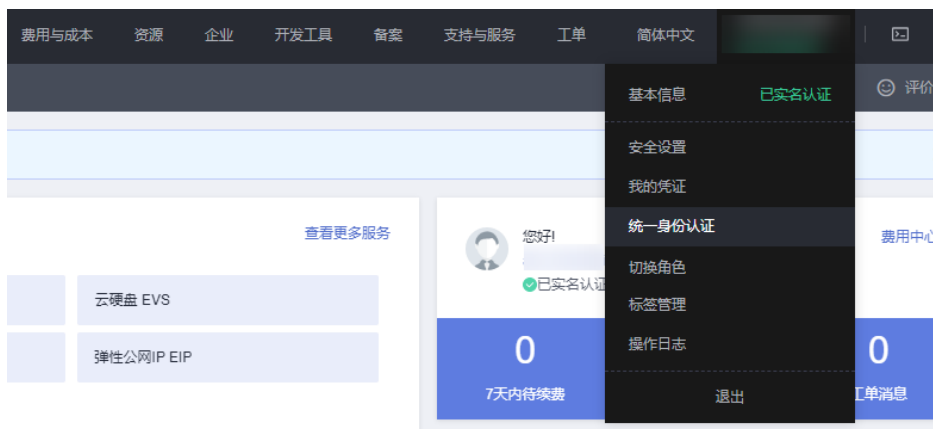 费用与成本 资源 企业 开发工具 备案 支持与服务 工单 简体中文
基本信息 已实名认证
评价
安全设置
我的凭证
统一身份认证
切换角色
标签管理
操作日志
退出
查看更多服务
云硬盘 EVS
弹性公网IP EIP
您好!
已实名认证
费用中心
0
7天内待续费
0
工单消息